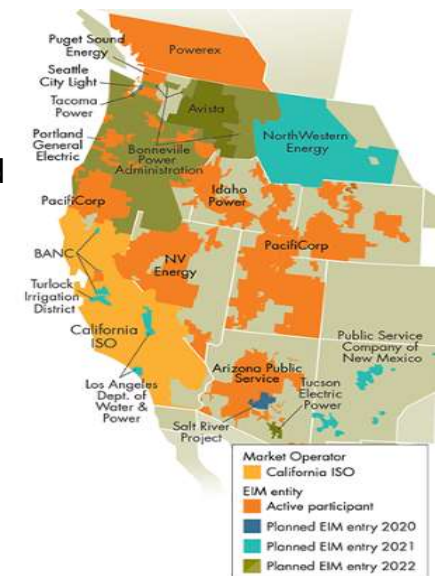 Puget Sound
Energy
Powerex
Seattle
City Light
Tacoma
Power
Avista
Portland
General
Electric
Bonneville
Power
Administration
NorthWestern
Energy
Idaho
Power
PacifiCorp
PacifiCorp
BANC
NV
Energy
Turlock
Irrigation
District
California
ISO
Public Service
Company of
New Mexico
Arizona Public
Service
Tucson
Electric
Power
Los Angeles
Dept. of
Water &
Power
Salt River
Project
Market Operator
California ISO
EIM entity
Active participant
Planned EIM entry 2020
Planned EIM entry 2021
Planned EIM entry 2022